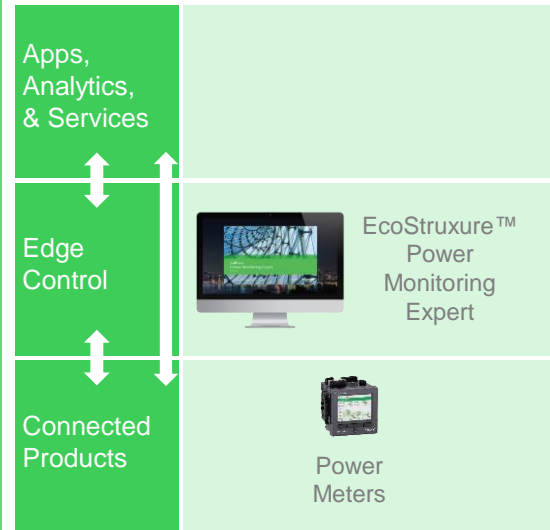 Apps,
Analytics,
& Services
Edge
Control
EcoStruxure™
Power
Monitoring
Expert
Connected
Products
Power
Meters